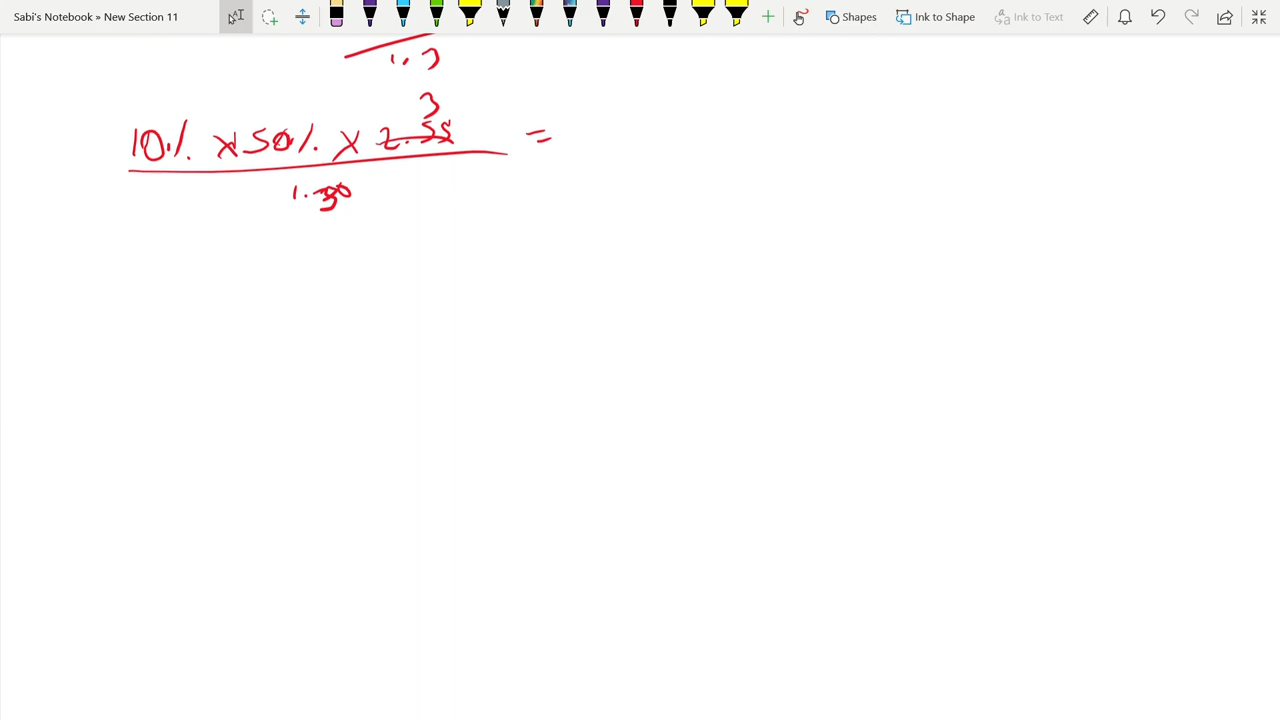 Sabi's Notebook » New Section 11
Shapes
Ink to Shape
Ink to Text
1.3
3
10% x 50% x 2.55 =
1.30